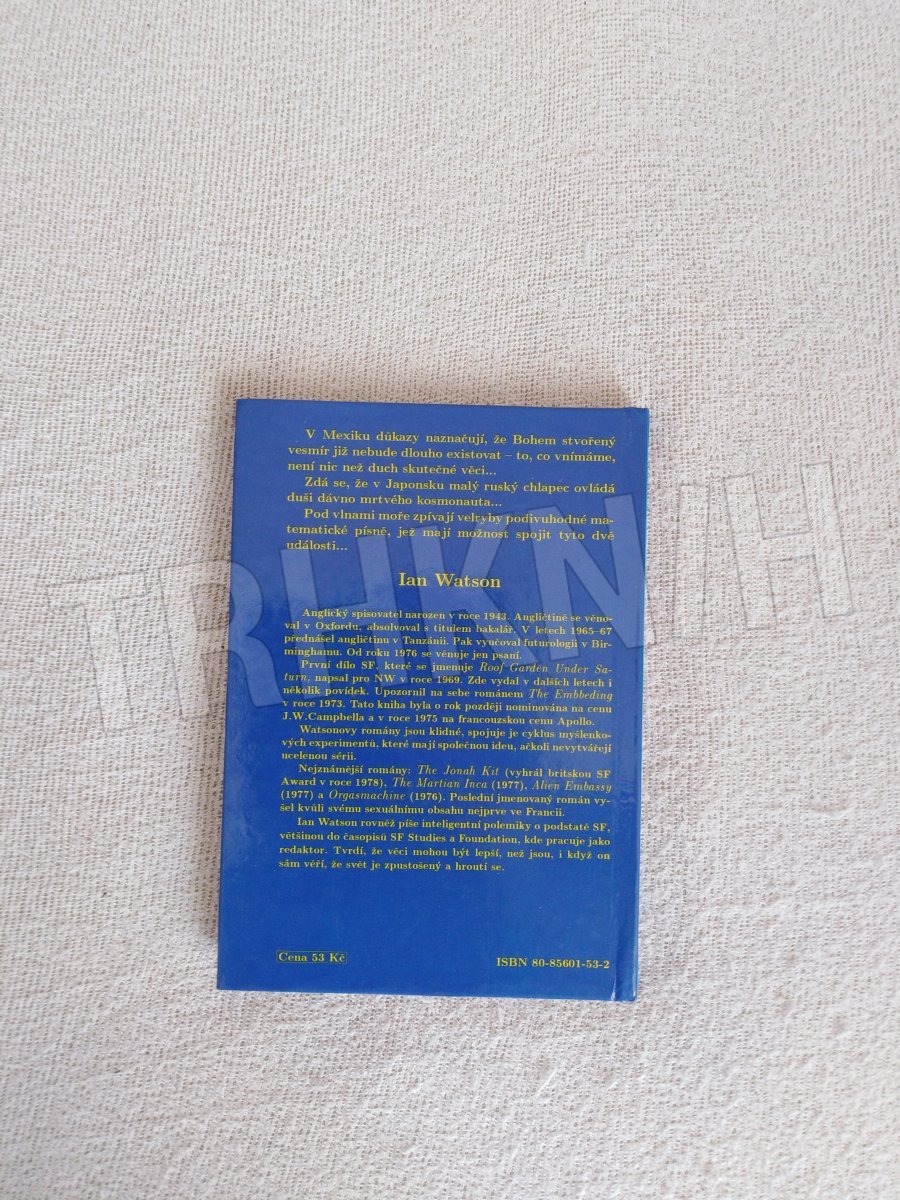 V Mexiku důkazy naznačují, že Bohem stvořený
vesmír již nebude dlouho existovat – to, co vnímáme,
není nic než duch skutečné věci...
Zdá se, že v Japonsku malý ruský chlapec ovládá
duši dávno mrtvého kosmonauta...
Pod vlnami moře zpívají velryby podivuhodné ma-
tematické písně, jež mají možnost spojit tyto dvě
události...
Ian Watson
Anglický spisovatel narozen v roce 1943. Angličtině se věno-
val v Oxfordu, absolvoval s titulem bakalář. V letech 1965–67
přednášel angličtinu v Tanzánii. Pak vyučoval futurologii v Bir-
minghamu. Od roku 1976 se věnuje jen psaní.
První dílo SF, které se jmenuje Roof Garden Under Sa-
turn, napsal pro NW v roce 1969. Zde vydal v dalších letech i
několik povídek. Upozornil na sebe románem The Embbeding
v roce 1973. Tato kniha byla o rok později nominována na cenu
J.W.Campbella a v roce 1975 na francouzskou cenu Apollo.
Watsonovy romány jsou klidné, spojuje je cyklus myšlenko-
vých experimentů, které mají společnou ideu, ačkoli nevytvářejí
ucelenou sérii.
Nejznámější romány: The Jonah Kit (vyhrál britskou SF
Award v roce 1978), The Martian Inca (1977), Alien Embassy
(1977) a Orgasmachine (1976). Poslední jmenovaný román vy-
šel kvůli svému sexuálnímu obsahu nejprve ve Francii.
Ian Watson rovněž píše inteligentní polemiky o podstatě SF,
většinou do časopisů SF Studies a Foundation, kde pracuje jako
redaktor. Tvrdí, že věci mohou být lepší, než jsou, i když on
sám věří, že svět je zpustošený a hroutí se.
Cena 53 Kč
ISBN 80-85601-53-2
TRUKNIH